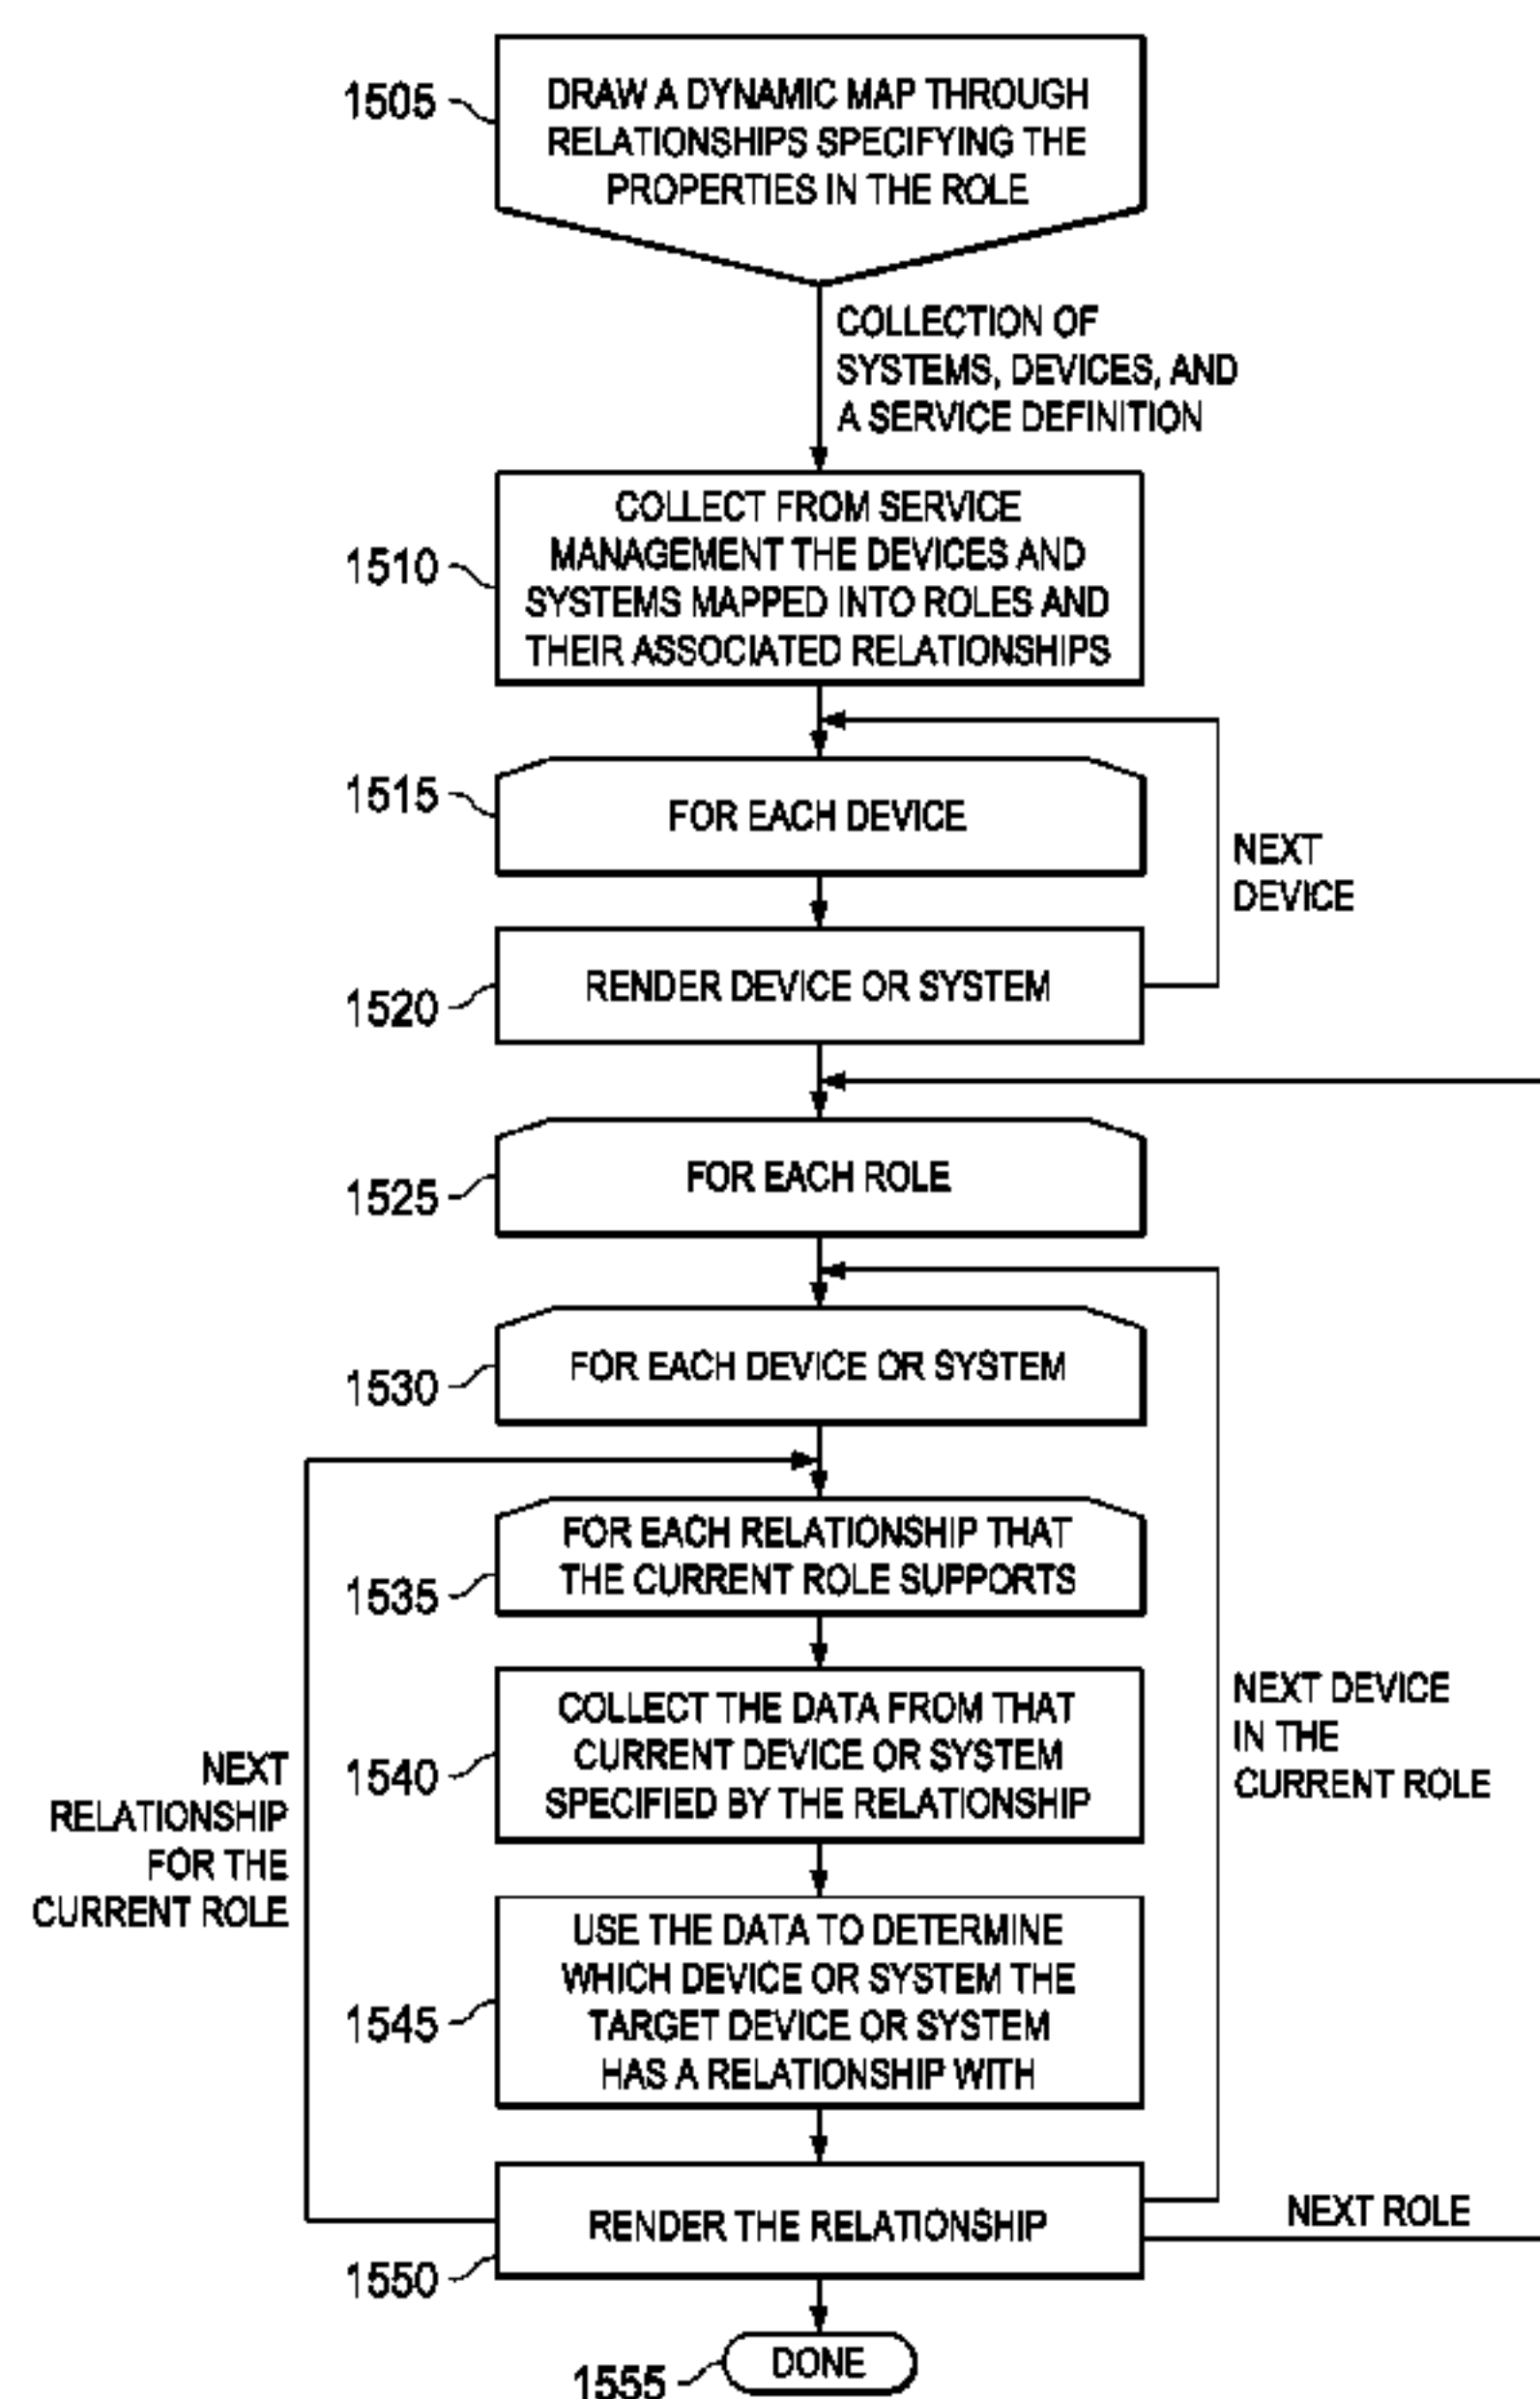 1505
DRAW A DYNAMIC MAP THROUGH
RELATIONSHIPS SPECIFYING THE
PROPERTIES IN THE ROLE
COLLECTION OF
SYSTEMS, DEVICES, AND
A SERVICE DEFINITION
1510
COLLECT FROM SERVICE
MANAGEMENT THE DEVICES AND
SYSTEMS MAPPED INTO ROLES AND
THEIR ASSOCIATED RELATIONSHIPS
1515
FOR EACH DEVICE
NEXT
DEVICE
1520
RENDER DEVICE OR SYSTEM
1525
FOR EACH ROLE
1530
FOR EACH DEVICE OR SYSTEM
1535
FOR EACH RELATIONSHIP THAT
THE CURRENT ROLE SUPPORTS
1540
COLLECT THE DATA FROM THAT
CURRENT DEVICE OR SYSTEM
SPECIFIED BY THE RELATIONSHIP
NEXT DEVICE
IN THE
CURRENT ROLE
NEXT
RELATIONSHIP
FOR THE
CURRENT ROLE
1545
USE THE DATA TO DETERMINE
WHICH DEVICE OR SYSTEM THE
TARGET DEVICE OR SYSTEM
HAS A RELATIONSHIP WITH
1550
RENDER THE RELATIONSHIP
NEXT ROLE
1555
DONE